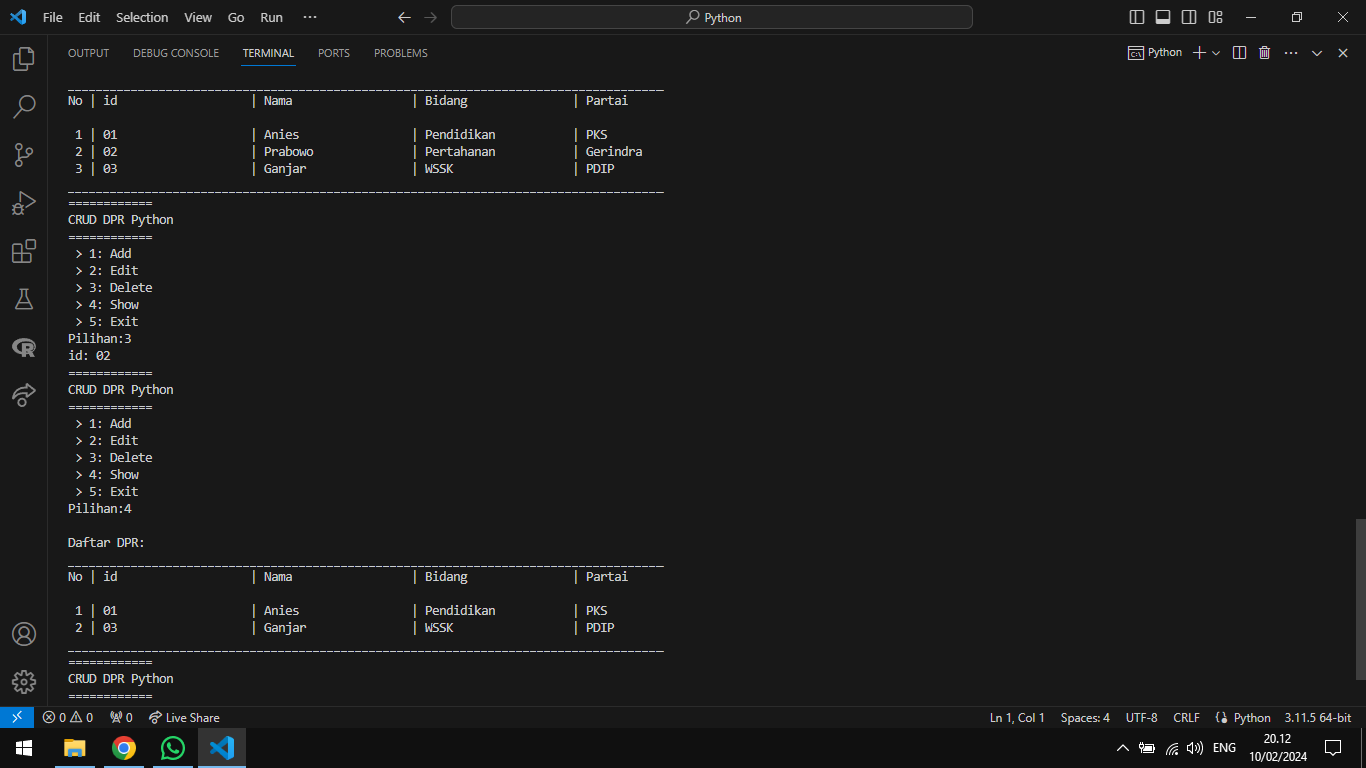 File Edit Selection View Go Run ··· Python
OUTPUT DEBUG CONSOLE TERMINAL PORTS PROBLEMS Python
No | id | Nama | Bidang | Partai
1 | 01 | Anies | Pendidikan | PKS
2 | 02 | Prabowo | Pertahanan | Gerindra
3 | 03 | Ganjar | WSSK | PDIP
============
CRUD DPR Python
============
> 1: Add
> 2: Edit
> 3: Delete
> 4: Show
> 5: Exit
Pilihan:3
id: 02
============
CRUD DPR Python
============
> 1: Add
> 2: Edit
> 3: Delete
> 4: Show
> 5: Exit
Pilihan:4
Daftar DPR:
No | id | Nama | Bidang | Partai
1 | 01 | Anies | Pendidikan | PKS
2 | 03 | Ganjar | WSSK | PDIP
============
CRUD DPR Python
============
0 0 0 Live Share Ln 1, Col 1 Spaces: 4 UTF-8 CRLF Python 3.11.5 64-bit
ENG 20.12
10/02/2024